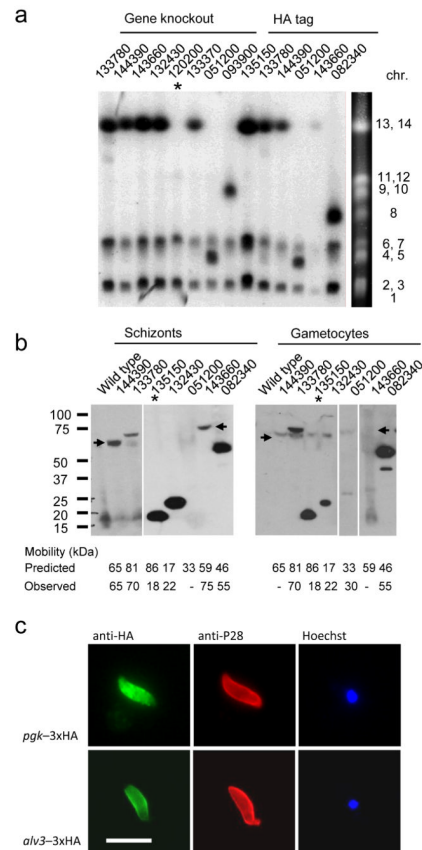 a
Gene knockout HA tag
133780 144390 143660 132430 120200 133370 051200 093900 135150 133780 144390 051200 143660 082340
*
chr.
13, 14
11,12
9, 10
8
6, 7
4, 5
2, 3
1
b
Schizonts Gametocytes
Wild type 144390 133780 135150 132430 051200 143660 082340 Wild type 144390 133780 135150 132430 051200 143660 082340
* *
100
75
50
37
25
20
15
Mobility (kDa)
Predicted 65 81 86 17 33 59 46 65 81 86 17 33 59 46
Observed 65 70 18 22 - 75 55 - 70 18 22 30 - 55
c
anti-HA anti-P28 Hoechst
pgk–3xHA
alv3–3xHA